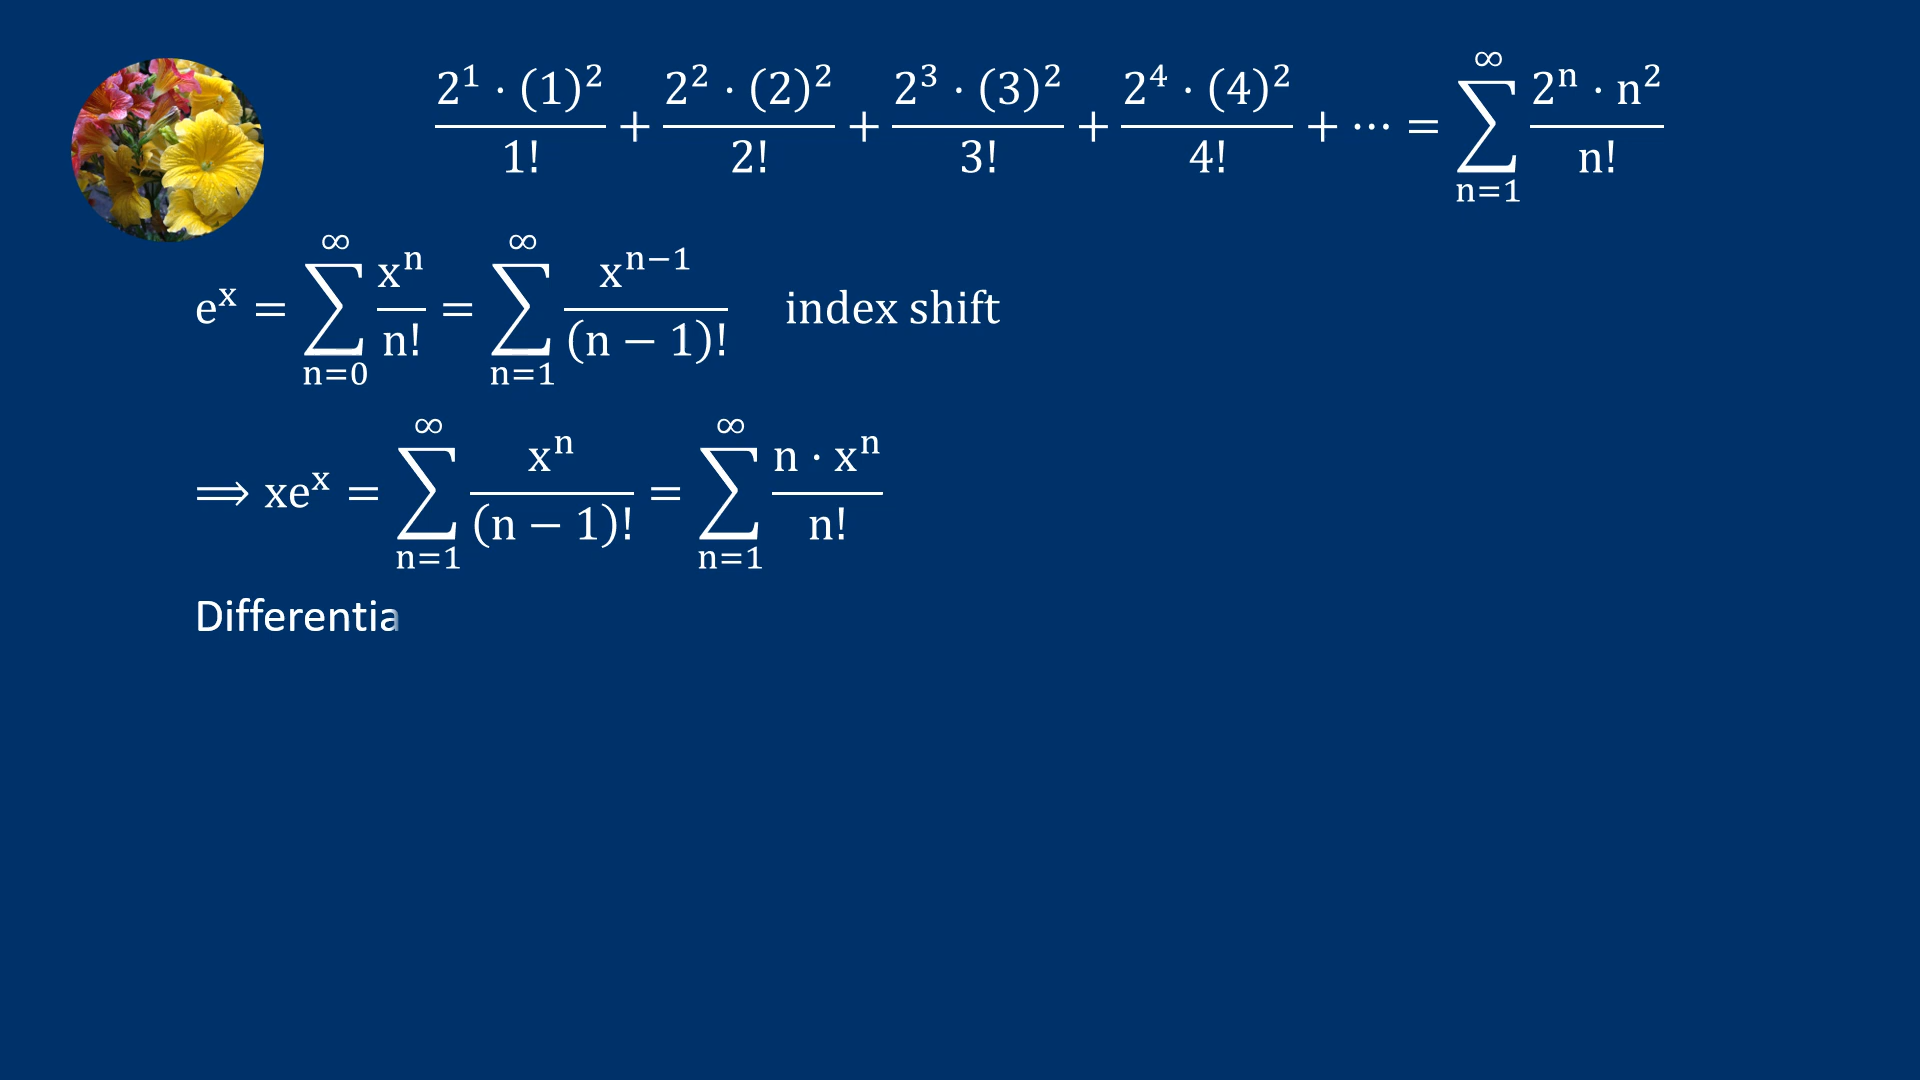 2¹ · (1)²/1! + 2² · (2)²/2! + 2³ · (3)²/3! + 2⁴ · (4)²/4! + ⋯ = ∑_{n=1}^{∞} 2ⁿ · n²/n!
eˣ = ∑_{n=0}^{∞} xⁿ/n! = ∑_{n=1}^{∞} xⁿ⁻¹/(n − 1)! index shift
⟹ xeˣ = ∑_{n=1}^{∞} xⁿ/(n − 1)! = ∑_{n=1}^{∞} n · xⁿ/n!
Differentia